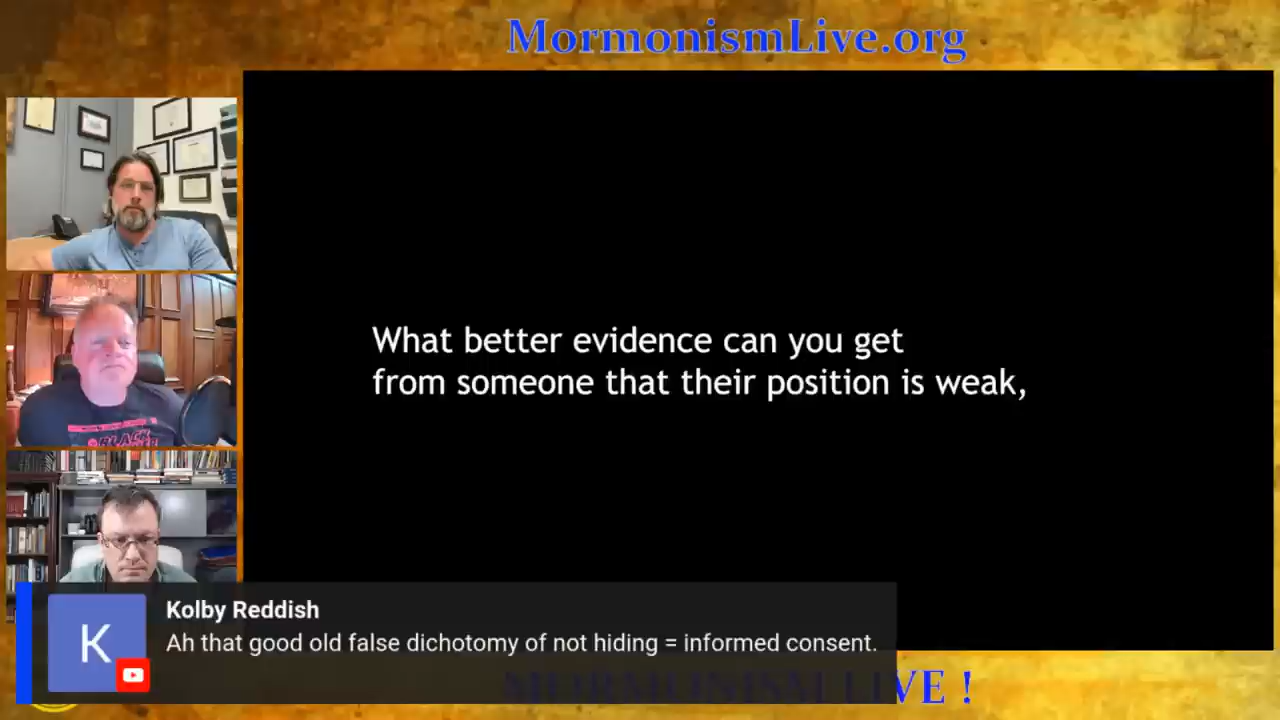 MormonismLive.org
What better evidence can you get
from someone that their position is weak,
K
Kolby Reddish
Ah that good old false dichotomy of not hiding = informed consent.
MORMONISM LIVE !